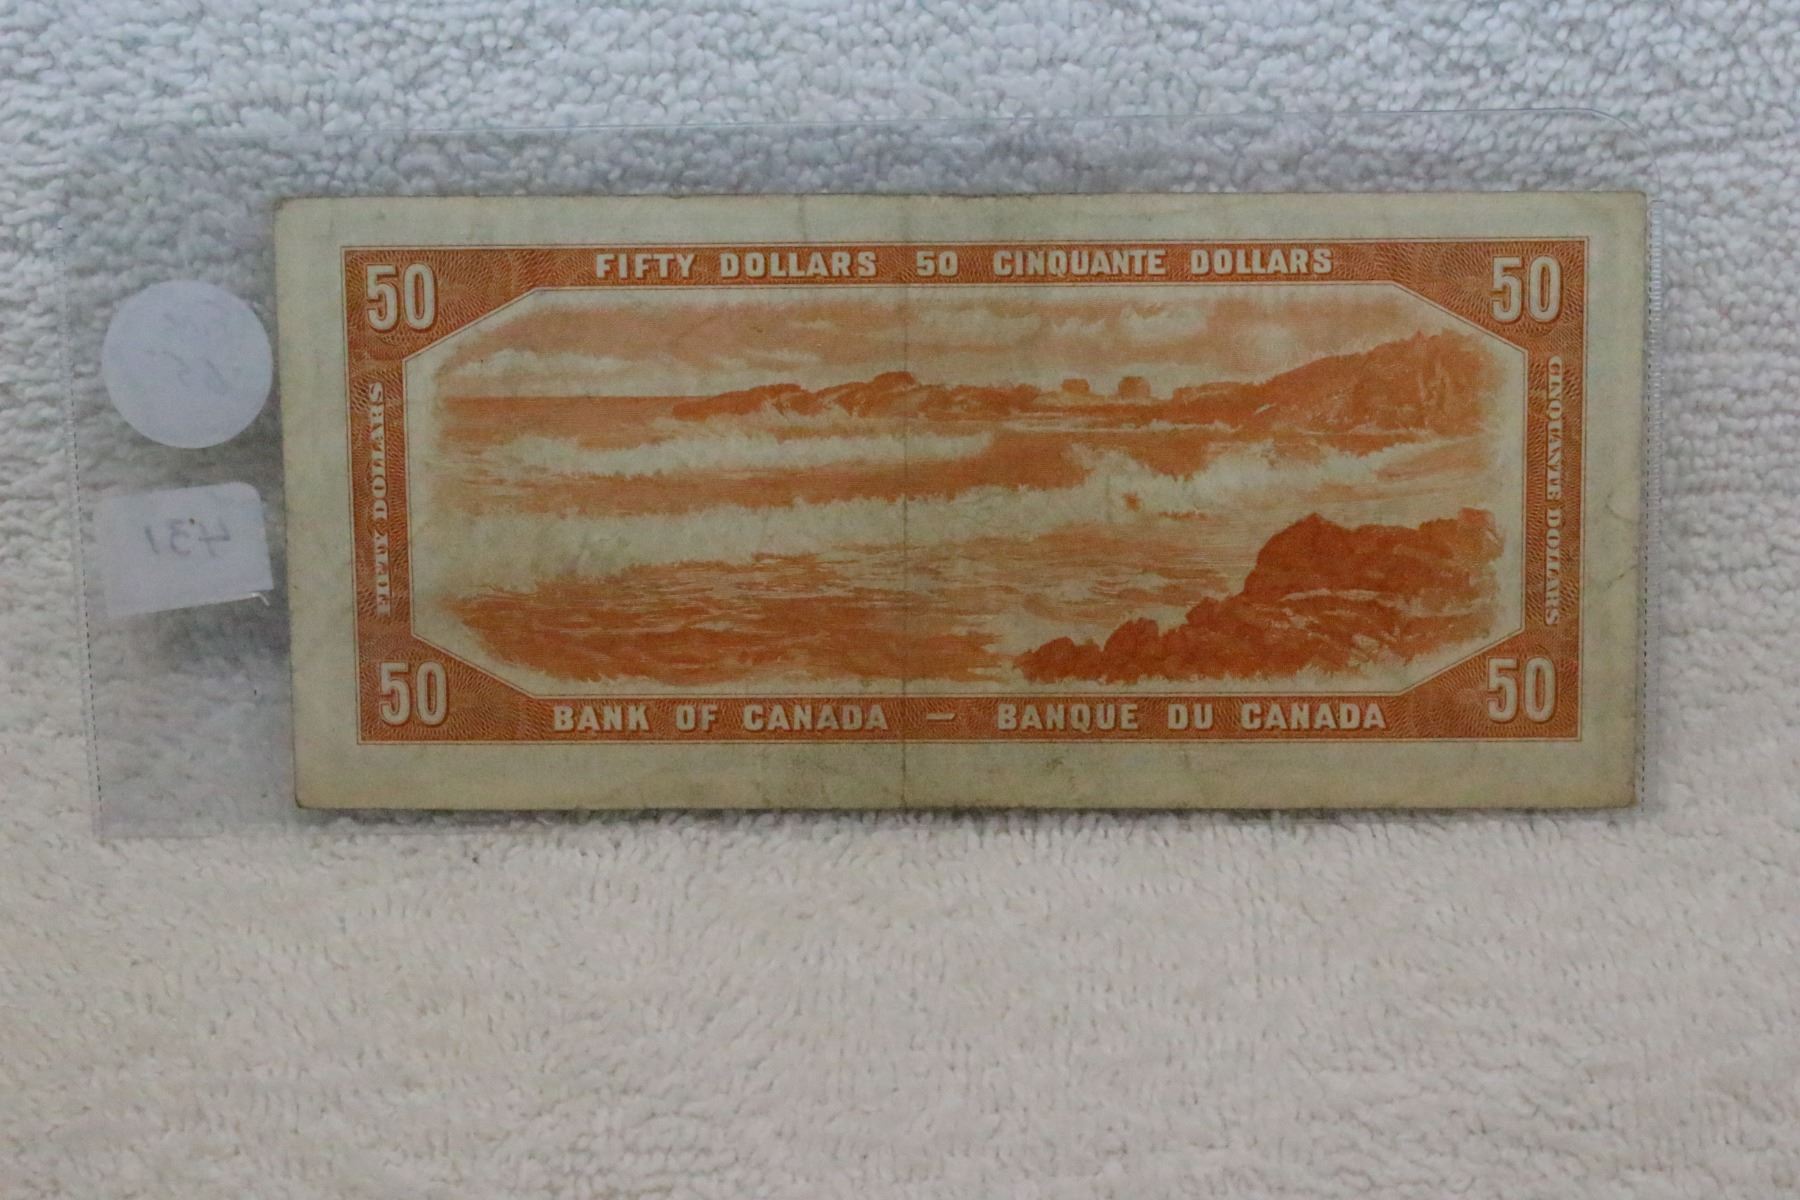 50 FIFTY DOLLARS 50 CINQUANTE DOLLARS 50
FIFTY DOLLARS
CINQUANTE DOLLARS
431
50 BANK OF CANADA — BANQUE DU CANADA 50